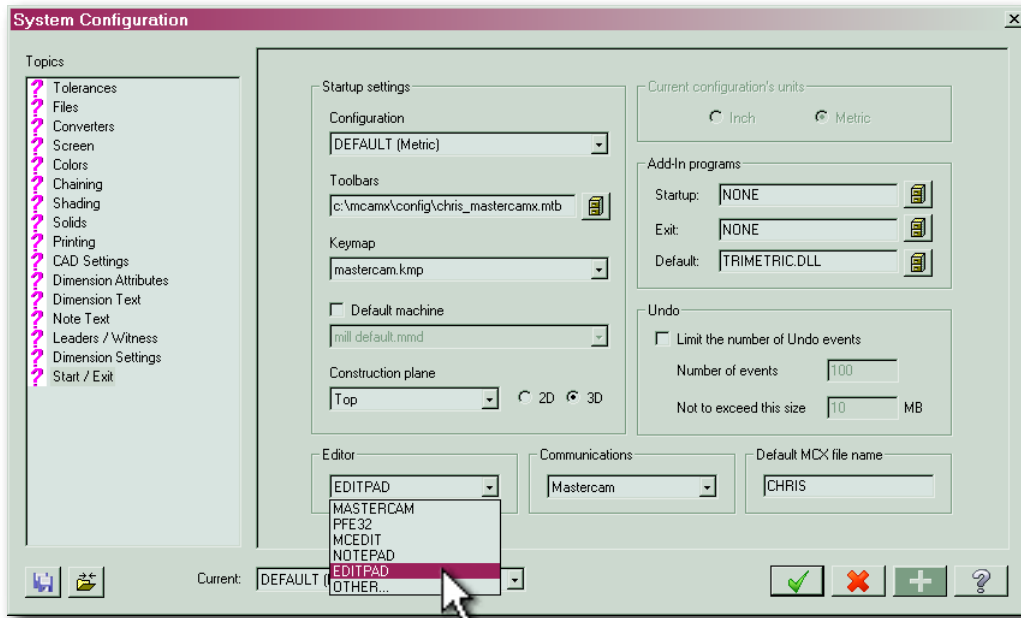 System Configuration
Topics
Tolerances
Files
Converters
Screen
Colors
Chaining
Shading
Solids
Printing
CAD Settings
Dimension Attributes
Dimension Text
Note Text
Leaders / Witness
Dimension Settings
Start / Exit
Startup settings
Configuration
DEFAULT (Metric)
Toolbars
c:\mcamx\config\chris_mastercamx.mtb
Keymap
mastercam.kmp
Default machine
mill default.mmd
Construction plane
Top 2D 3D
Current configuration's units
Inch Metric
Add-In programs
Startup: NONE
Exit: NONE
Default: TRIMETRIC.DLL
Undo
Limit the number of Undo events
Number of events 100
Not to exceed this size 10 MB
Editor
EDITPAD
MASTERCAM
PFE32
MCEDIT
NOTEPAD
EDITPAD
OTHER...
Communications
Mastercam
Default MCX file name
CHRIS
Current: DEFAULT (